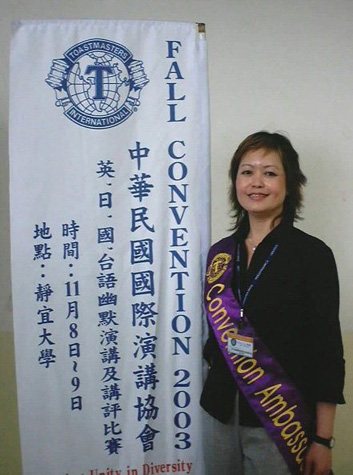 TOASTMASTERS
INTERNATIONAL
T
FALL CONVENTION 2003
中華民國國際演講協會
英、日、國、台語幽默演講及講評比賽
時間：11月8日~9日
地點：靜宜大學
Unity in Diversity
Convention Ambass